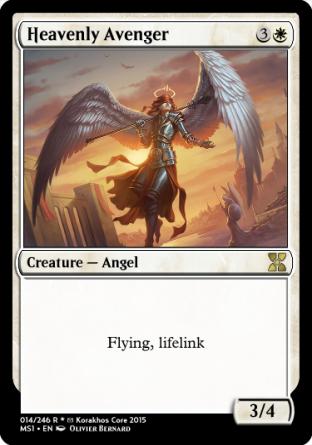 Heavenly Avenger 3
Creature — Angel
Flying, lifelink
3/4
014/246 R * Korakhos Core 2015
MS1 • EN Olivier Bernard